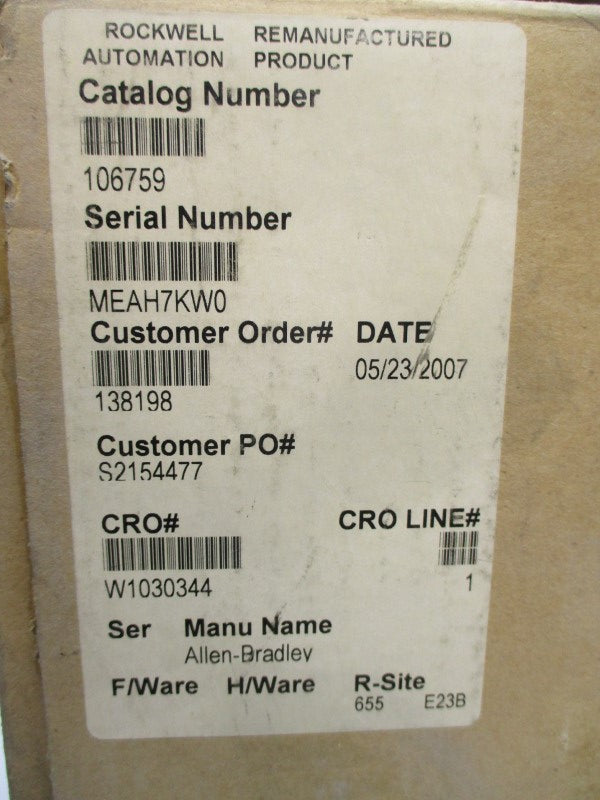 ROCKWELL REMANUFACTURED
AUTOMATION PRODUCT
Catalog Number
106759
Serial Number
MEAH7KW0
Customer Order# DATE
05/23/2007
138198
Customer PO#
S2154477
CRO# CRO LINE#
W1030344 1
Ser Manu Name
Allen-Bradley
F/Ware H/Ware R-Site
655 E23B